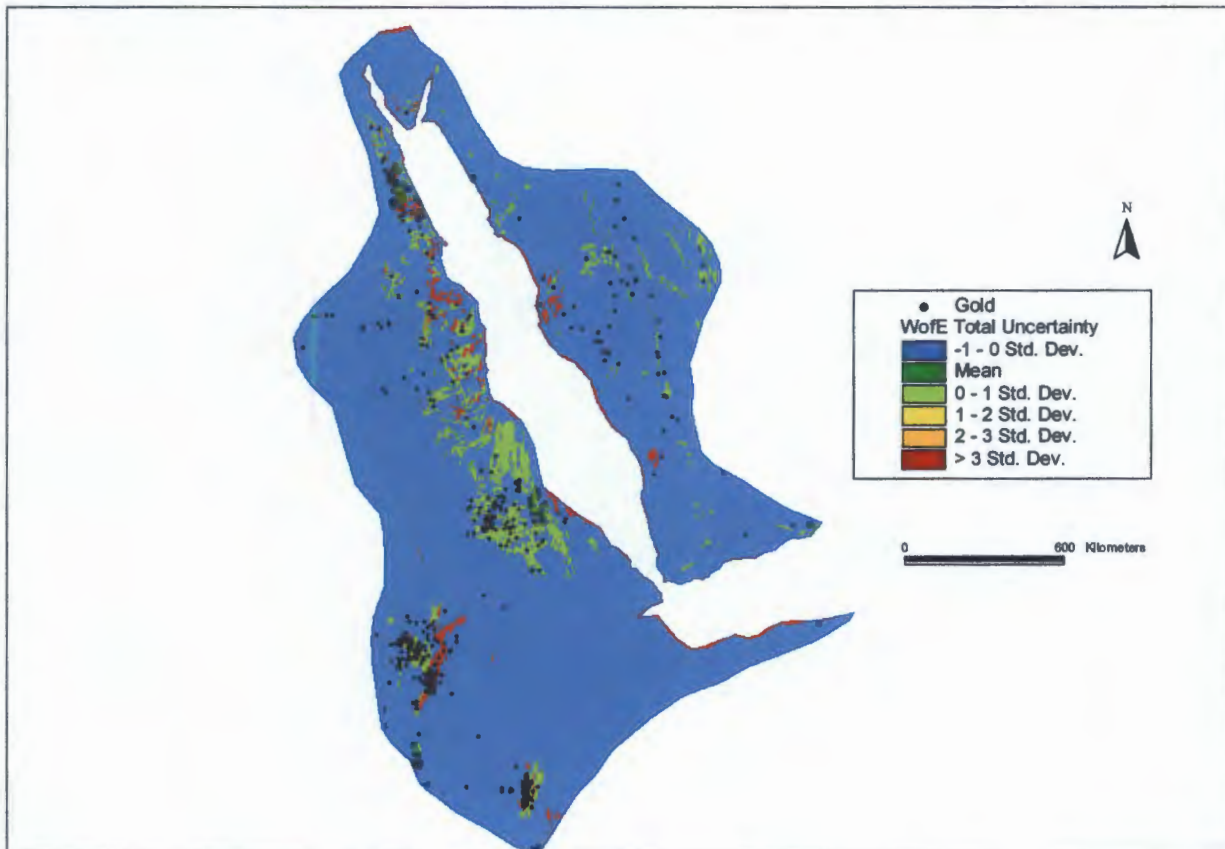 N
Gold
WofE Total Uncertainty
-1 - 0 Std. Dev.
Mean
0 - 1 Std. Dev.
1 - 2 Std. Dev.
2 - 3 Std. Dev.
> 3 Std. Dev.
0 600 Kilometers